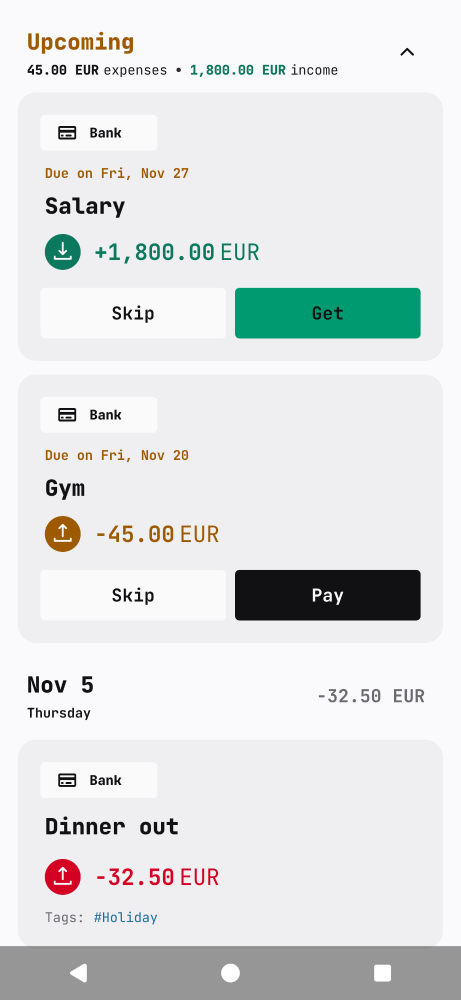 Upcoming
45.00 EUR expenses • 1,800.00 EUR income
Bank
Due on Fri, Nov 27
Salary
+1,800.00 EUR
Skip Get
Bank
Due on Fri, Nov 20
Gym
-45.00 EUR
Skip Pay
Nov 5 -32.50 EUR
Thursday
Bank
Dinner out
-32.50 EUR
Tags: #Holiday